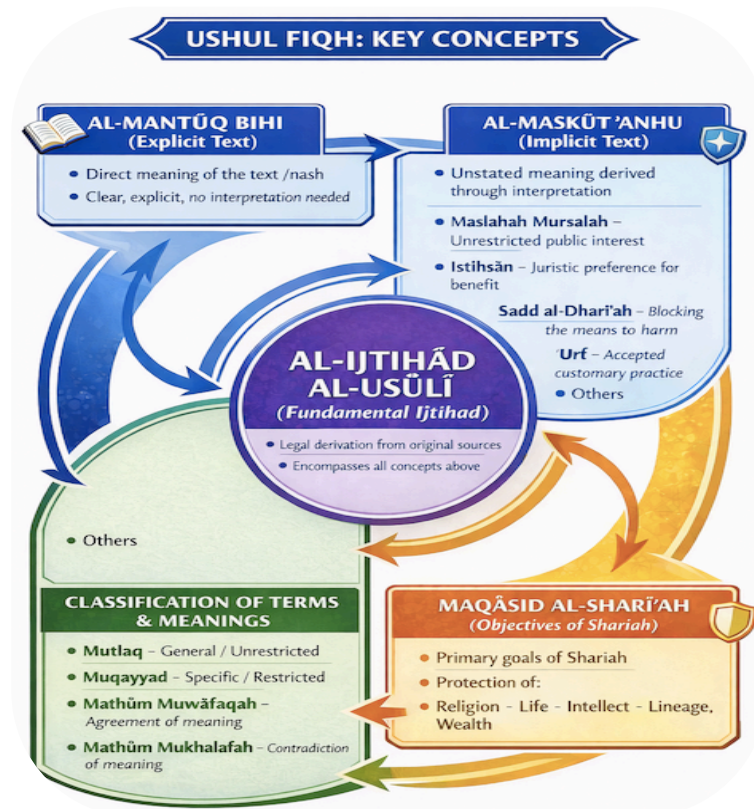 USHUL FIQH: KEY CONCEPTS
AL-MANTŪQ BIHI
(Explicit Text)
• Direct meaning of the text /nash
• Clear, explicit, no interpretation needed
AL-MASKŪT 'ANHU
(Implicit Text)
• Unstated meaning derived
through interpretation
• Maslahah Mursalah –
Unrestricted public interest
• Istihsān – Juristic preference for
benefit
Sadd al-Dhari'ah – Blocking
the means to harm
'Urf – Accepted
customary practice
• Others
AL-IJTIHÁD
AL-USŪLĪ
(Fundamental Ijtihad)
• Legal derivation from original sources
• Encompasses all concepts above
• Others
CLASSIFICATION OF TERMS
& MEANINGS
• Mutlaq – General / Unrestricted
• Muqayyad – Specific / Restricted
• Mathūm Muwāfaqah –
Agreement of meaning
• Mathūm Mukhalafah – Contradiction
of meaning
MAQÂSID AL-SHARĪ'AH
(Objectives of Shariah)
• Primary goals of Shariah
• Protection of:
• Religion - Life - Intellect - Lineage,
Wealth